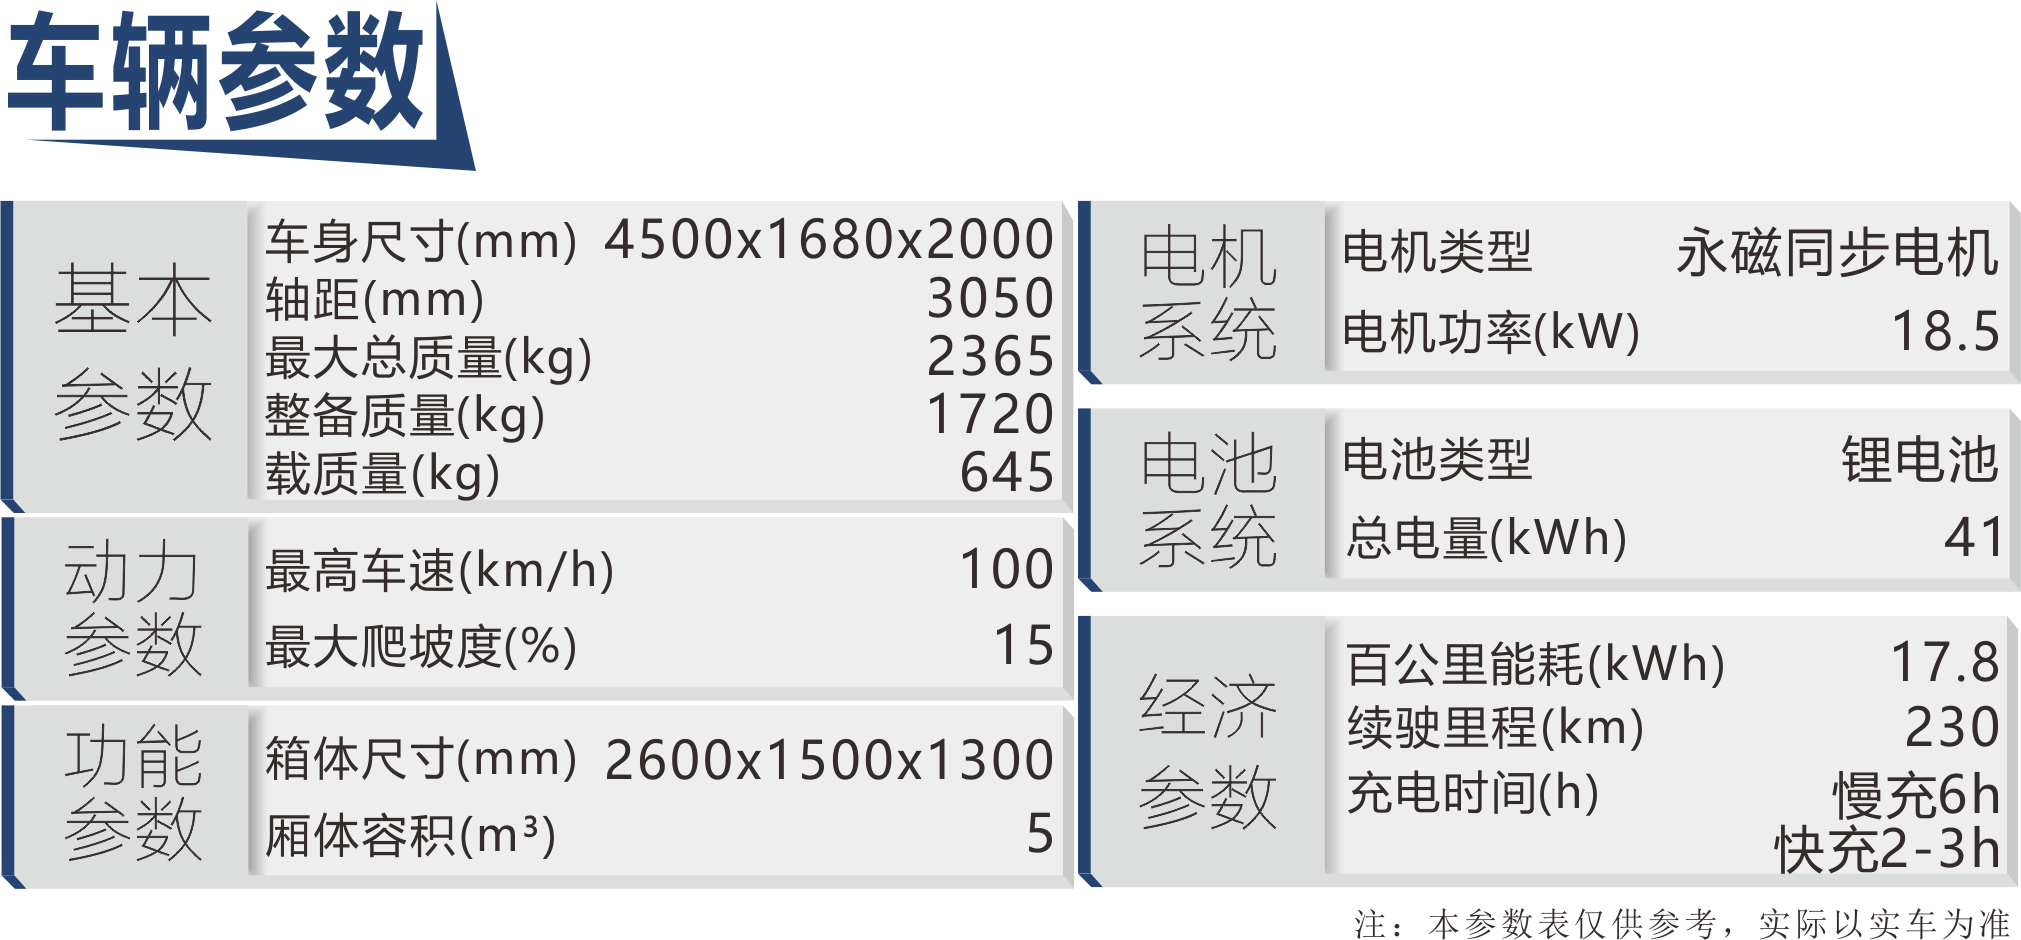 车辆参数
基本
参数
车身尺寸(mm) 4500x1680x2000
轴距(mm) 3050
最大总质量(kg) 2365
整备质量(kg) 1720
载质量(kg) 645
动力
参数
最高车速(km/h) 100
最大爬坡度(%) 15
功能
参数
箱体尺寸(mm) 2600x1500x1300
厢体容积(m³) 5
电机
系统
电机类型 永磁同步电机
电机功率(kW) 18.5
电池
系统
电池类型 锂电池
总电量(kWh) 41
经济
参数
百公里能耗(kWh) 17.8
续驶里程(km) 230
充电时间(h) 慢充6h
快充2-3h
注：本参数表仅供参考，实际以实车为准